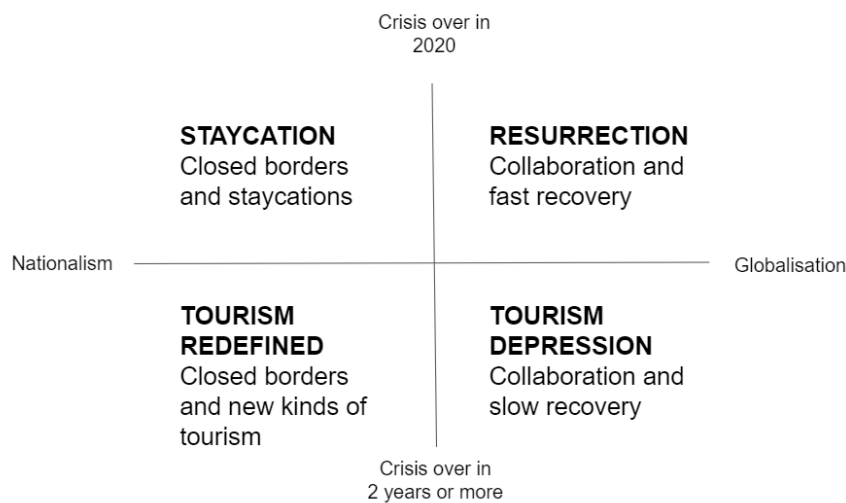 Crisis over in
2020
STAYCATION
Closed borders
and staycations
RESURRECTION
Collaboration and
fast recovery
Nationalism
Globalisation
TOURISM
REDEFINED
Closed borders
and new kinds of
tourism
TOURISM
DEPRESSION
Collaboration and
slow recovery
Crisis over in
2 years or more